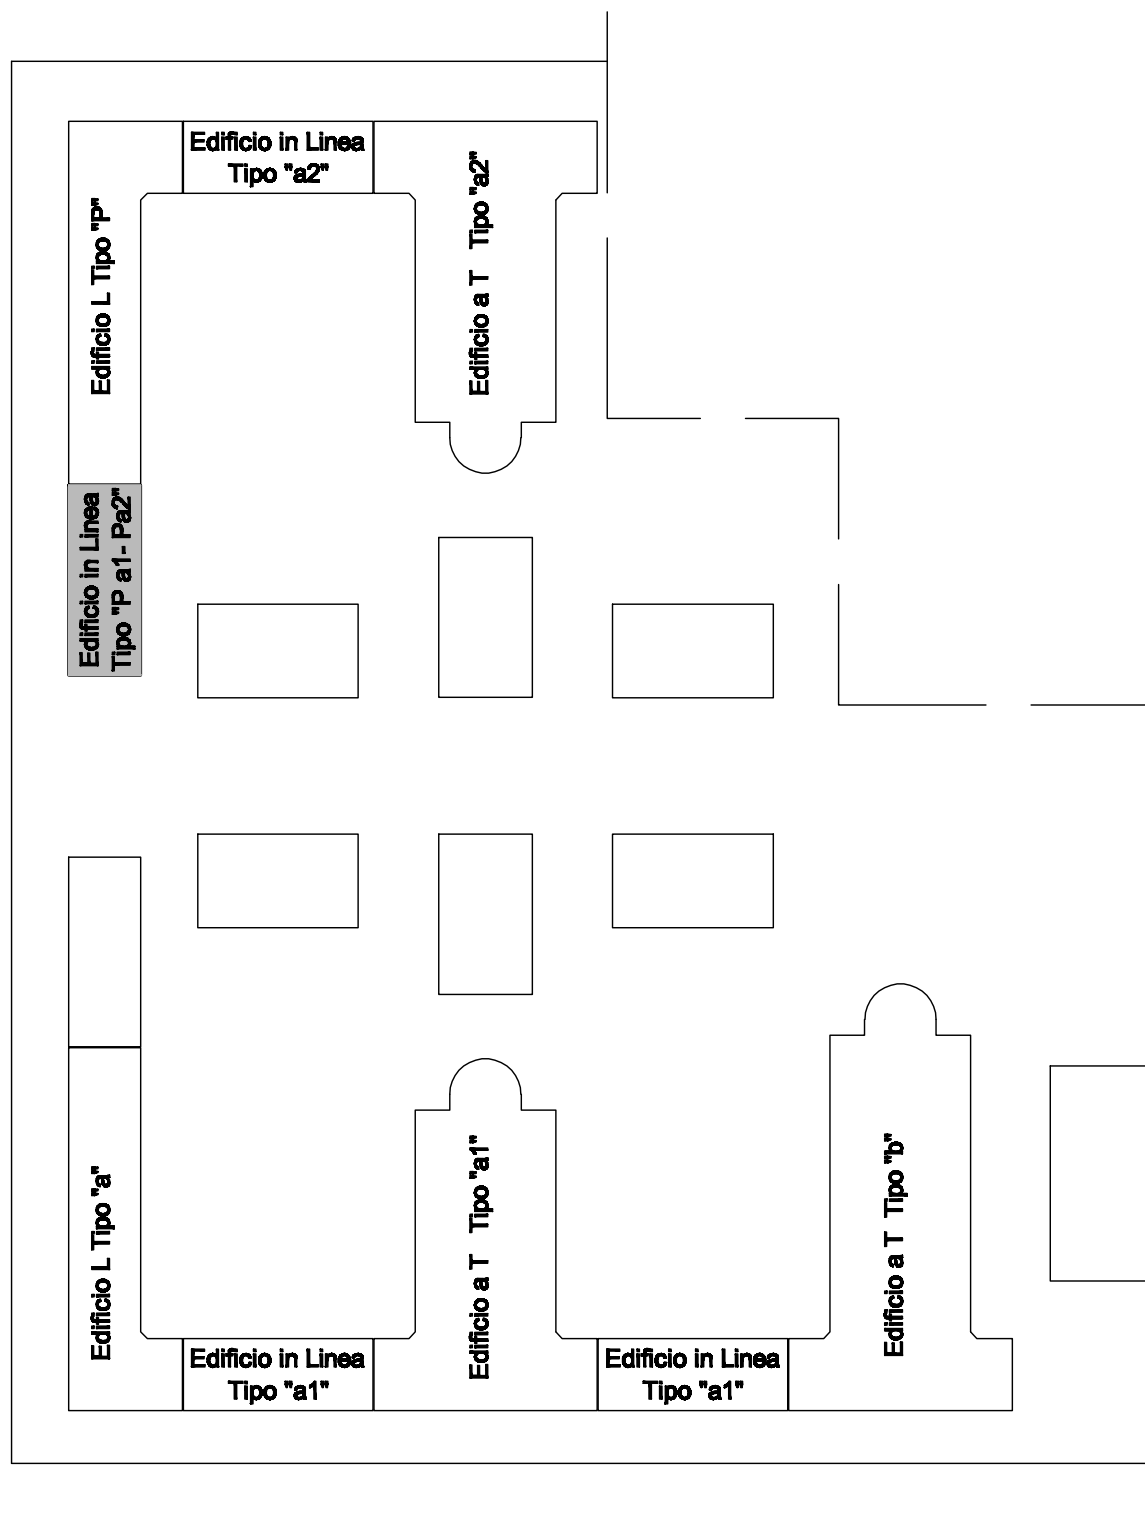 Edificio in Linea
Tipo "a2"
Edificio L Tipo "P"
Edificio a T Tipo "a2"
Edificio in Linea
Tipo "P a1- Pa2"
Edificio L Tipo "a"
Edificio a T Tipo "a1"
Edificio a T Tipo "b"
Edificio in Linea
Tipo "a1"
Edificio in Linea
Tipo "a1"